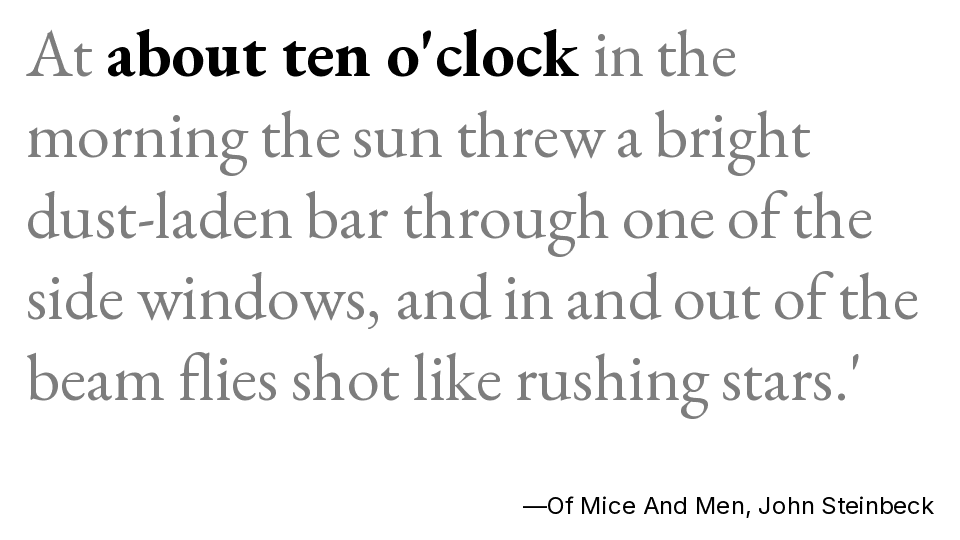 At about ten o'clock in the
morning the sun threw a bright
dust-laden bar through one of the
side windows, and in and out of the
beam flies shot like rushing stars.'
—Of Mice And Men, John Steinbeck